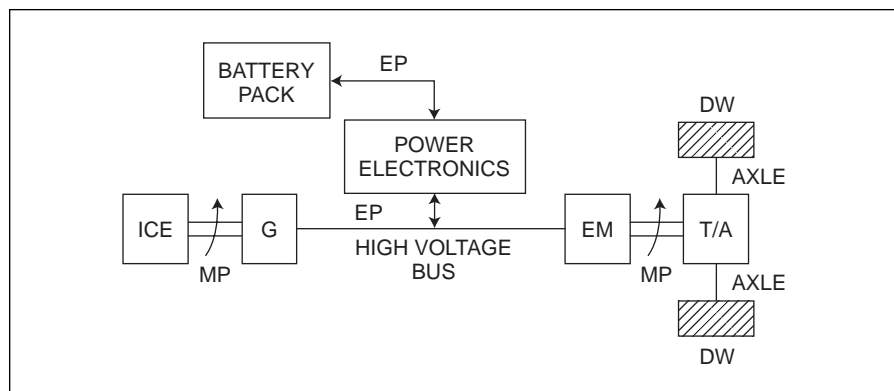 BATTERY
PACK
EP
POWER
ELECTRONICS
DW
AXLE
ICE
G
EP
EM
T/A
MP
HIGH VOLTAGE
BUS
MP
AXLE
DW